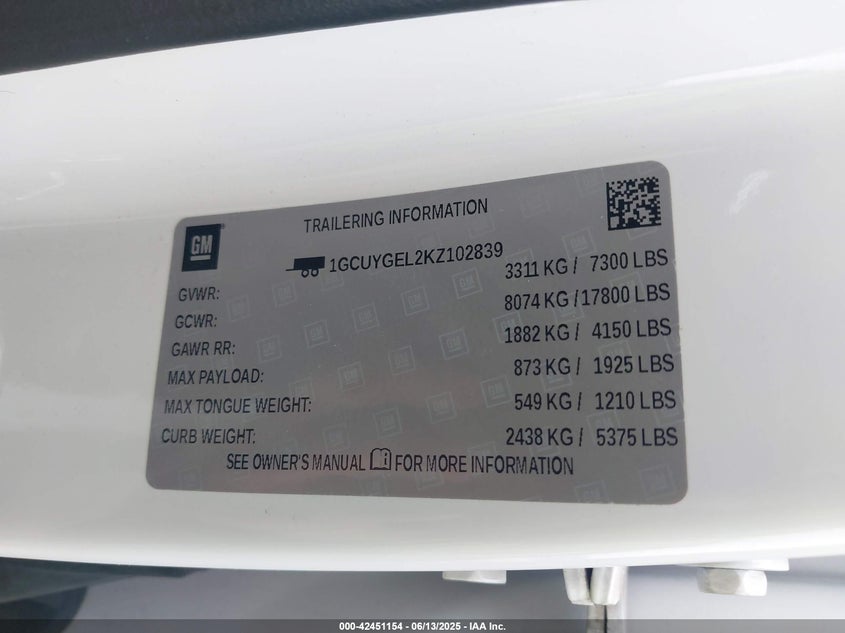 GM
TRAILERING INFORMATION
1GCUYGEL2KZ102839
GVWR: 3311 KG / 7300 LBS
GCWR: 8074 KG / 17800 LBS
GAWR RR: 1882 KG / 4150 LBS
MAX PAYLOAD: 873 KG / 1925 LBS
MAX TONGUE WEIGHT: 549 KG / 1210 LBS
CURB WEIGHT: 2438 KG / 5375 LBS
SEE OWNER'S MANUAL FOR MORE INFORMATION
000-42451154 - 06/13/2025 - IAA Inc.